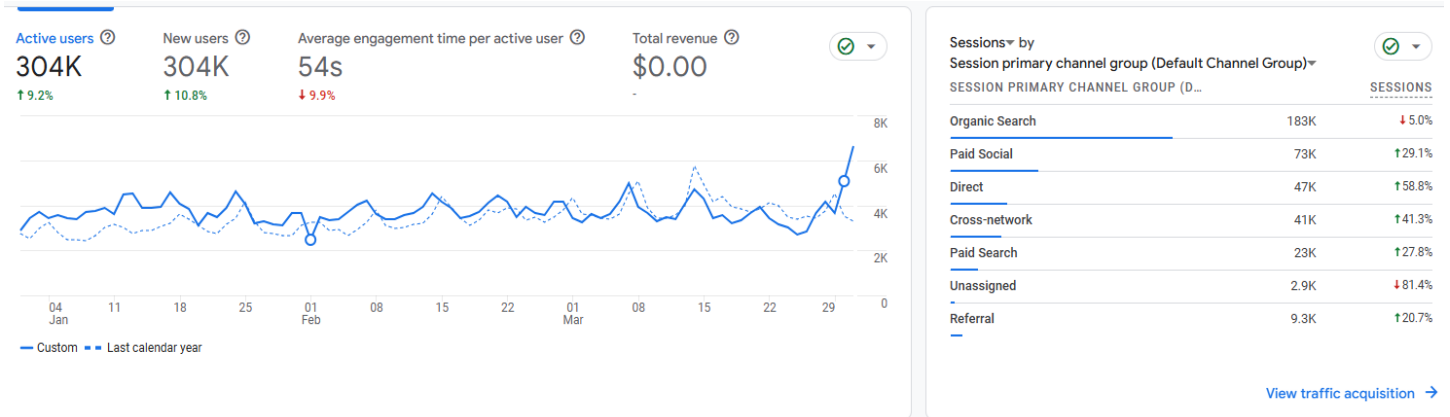 Active users
304K
↑ 9.2%
New users
304K
↑ 10.8%
Average engagement time per active user
54s
↓ 9.9%
Total revenue
$0.00
-
8K
6K
4K
2K
0
04
Jan
11
18
25
01
Feb
08
15
22
01
Mar
08
15
22
29
Custom
Last calendar year
Sessions by
Session primary channel group (Default Channel Group)
SESSION PRIMARY CHANNEL GROUP (D... SESSIONS
Organic Search 183K ↓ 5.0%
Paid Social 73K ↑ 29.1%
Direct 47K ↑ 58.8%
Cross-network 41K ↑ 41.3%
Paid Search 23K ↑ 27.8%
Unassigned 2.9K ↓ 81.4%
Referral 9.3K ↑ 20.7%
View traffic acquisition →